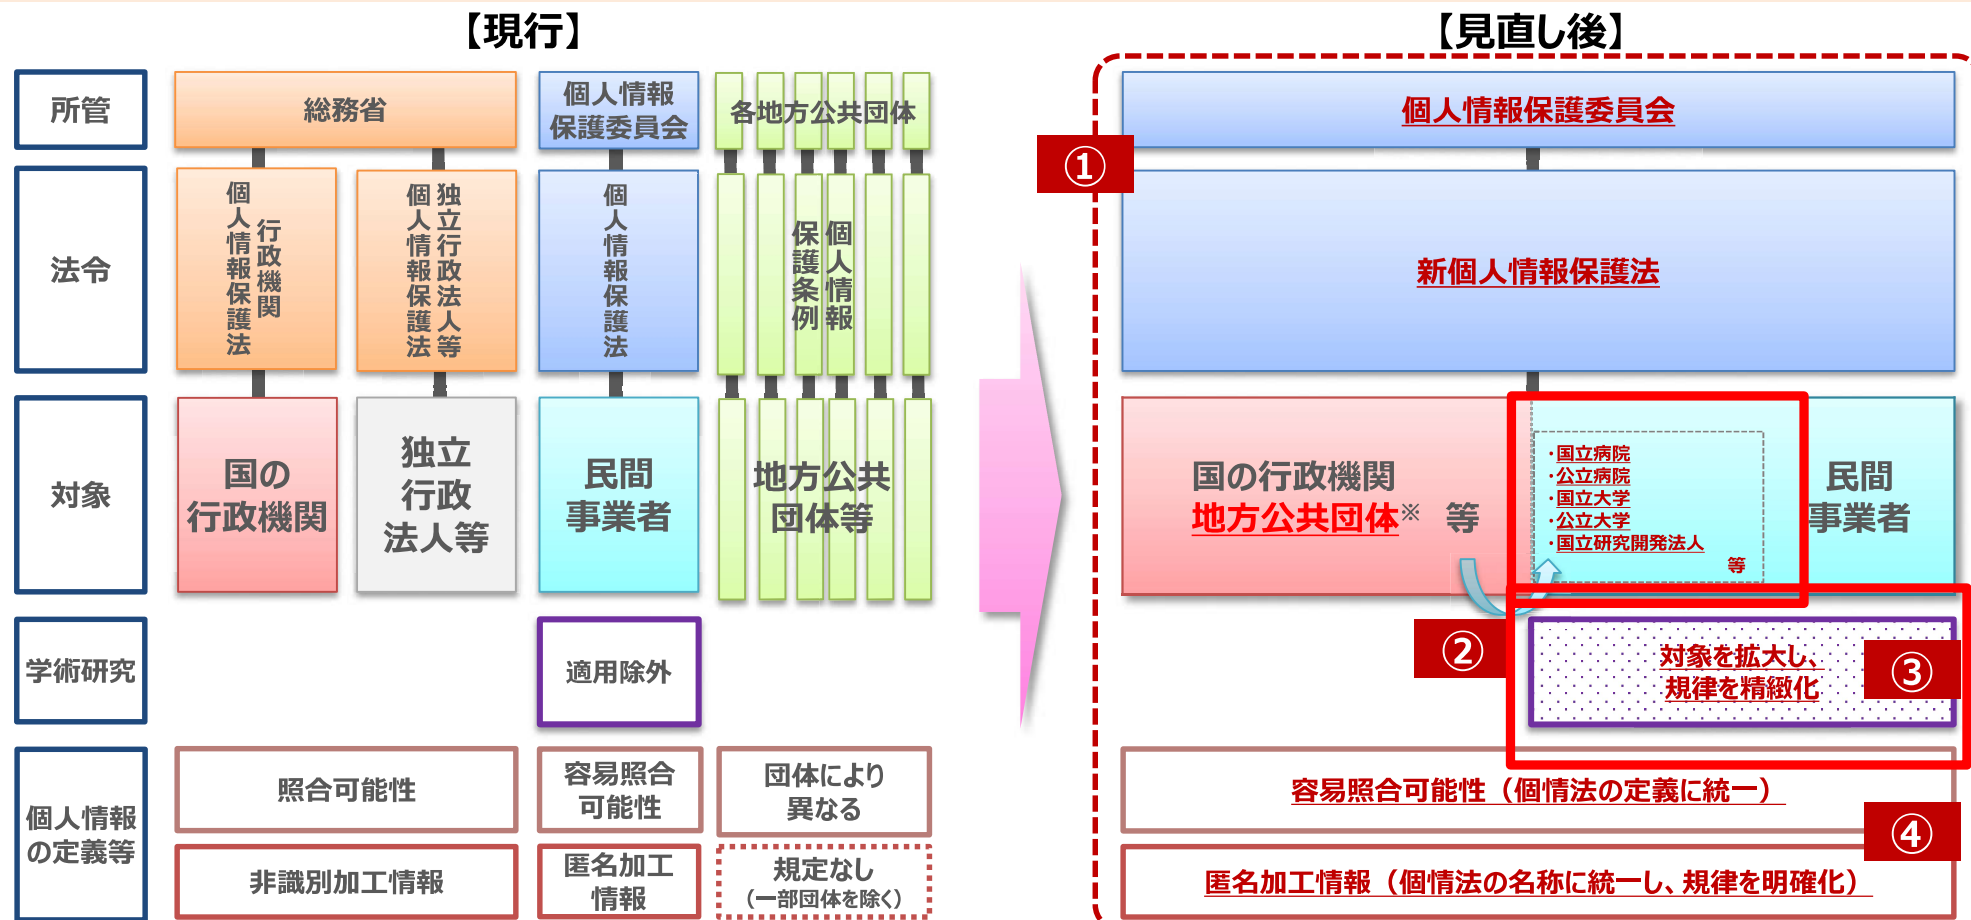 【現行】
【見直し後】
所管
総務省
個人情報
保護委員会
各地方公共団体
個人情報保護委員会
①
法令
行政機関
個人情報保護法
独立行政法人等
個人情報保護法
個人情報保護法
個人情報
保護条例
新個人情報保護法
対象
国の
行政機関
独立
行政
法人等
民間
事業者
地方公共
団体等
国の行政機関
地方公共団体※ 等
・国立病院
・公立病院
・国立大学
・公立大学
・国立研究開発法人
等
民間
事業者
②
学術研究
適用除外
対象を拡大し、
規律を精緻化
③
個人情報
の定義等
照合可能性
容易照合
可能性
団体により
異なる
容易照合可能性（個情法の定義に統一）
④
非識別加工情報
匿名加工
情報
規定なし
（一部団体を除く）
匿名加工情報（個情法の名称に統一し、規律を明確化）